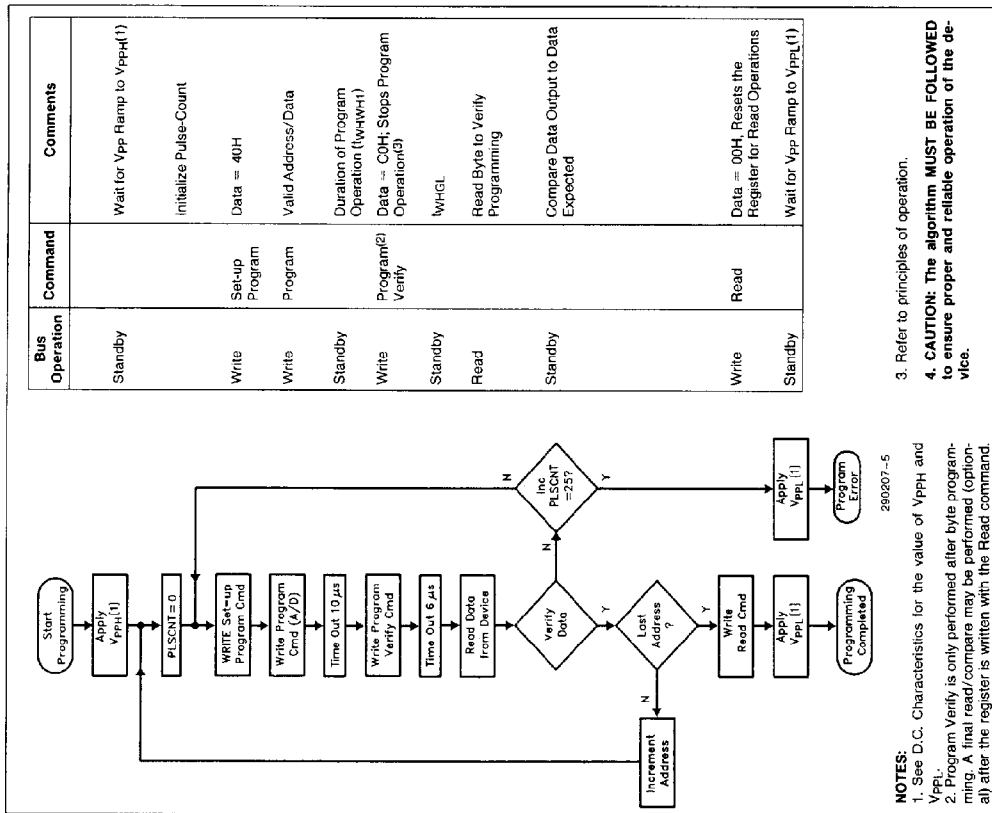 Start
Programming
Apply
VPPH[1]
PLSCNT=0
WRITE Set-up
Program Cmd
Write Program
Cmd (A/D)
Time Out 10 µs
Write Program
Verify Cmd
Time Out 6 µs
Read Data
from Device
Verify
Data
N
Inc
PLSCNT
=25?
N
Y
Y
Last
Address
?
N
Increment
Address
Y
Write
Read Cmd
Apply
VPPL[1]
Programming
Completed
Apply
VPPL[1]
Program
Error
290207-5
Bus
Operation
Command
Comments
Standby
Wait for VPP Ramp to VPPH(1)
Initialize Pulse-Count
Write
Set-up
Program
Data = 40H
Write
Program
Valid Address/Data
Standby
Duration of Program
Operation (tWHWH1)
Write
Program(2)
Verify
Data = C0H; Stops Program
Operation(3)
Standby
tWHGL
Read
Read Byte to Verify
Programming
Standby
Compare Data Output to Data
Expected
Write
Read
Data = 00H, Resets the
Register for Read Operations
Standby
Wait for VPP Ramp to VPPL(1)
NOTES:
1. See D.C. Characteristics for the value of VPPH and
VPPL.
2. Program Verify is only performed after byte program-
ming. A final read/compare may be performed (option-
al) after the register is written with the Read command.
3. Refer to principles of operation.
4. CAUTION: The algorithm MUST BE FOLLOWED
to ensure proper and reliable operation of the de-
vice.